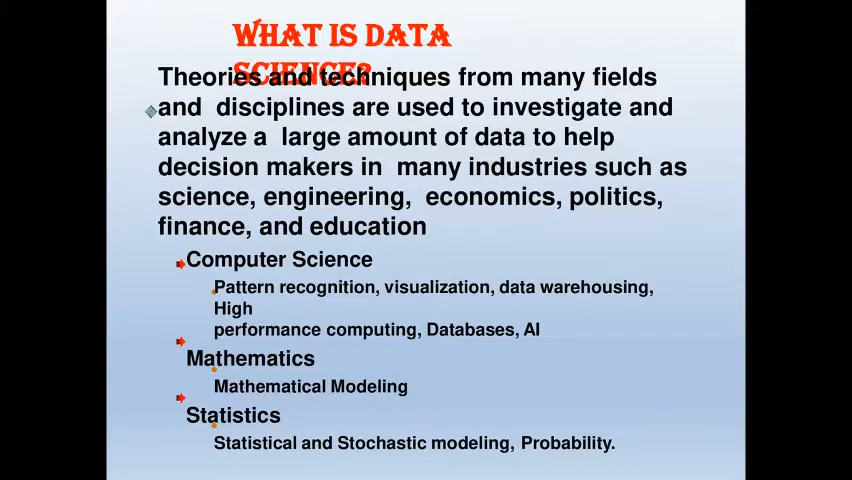 WHAT IS DATA
SCIENCE?
Theories and techniques from many fields
and disciplines are used to investigate and
analyze a large amount of data to help
decision makers in many industries such as
science, engineering, economics, politics,
finance, and education
Computer Science
Pattern recognition, visualization, data warehousing,
High
performance computing, Databases, AI
Mathematics
Mathematical Modeling
Statistics
Statistical and Stochastic modeling, Probability.